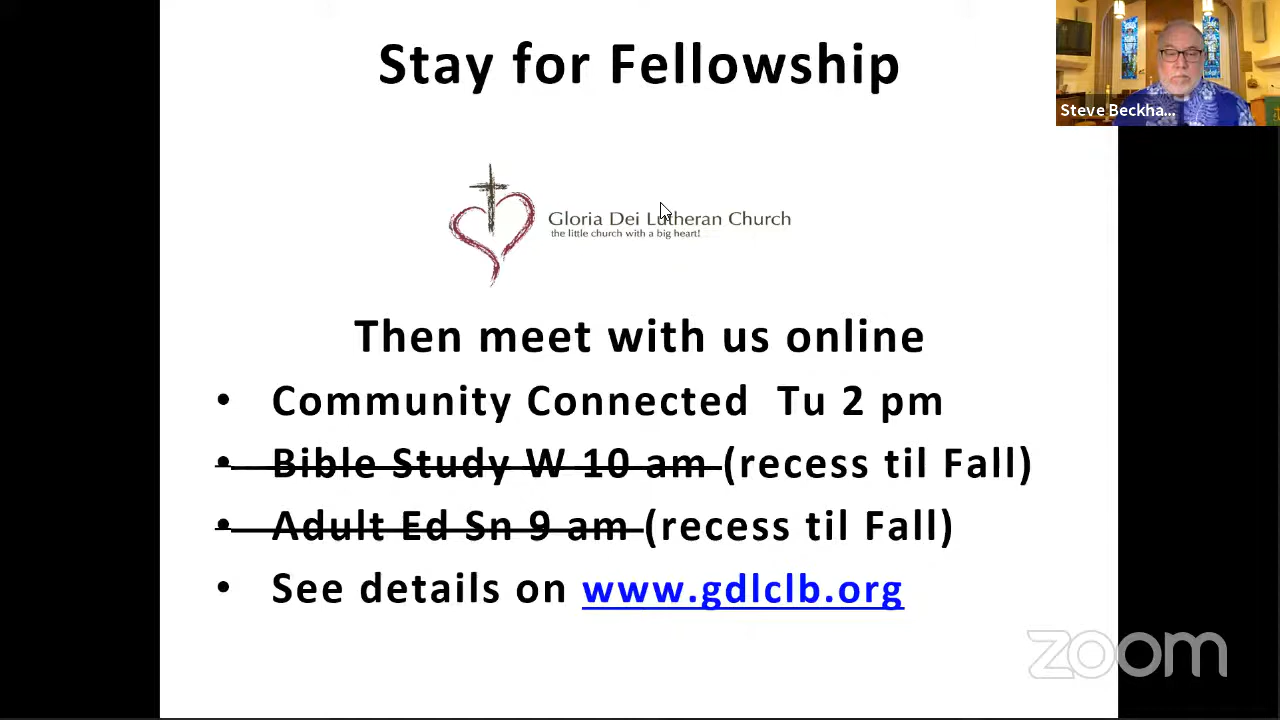 Stay for Fellowship
Steve Beckha...
Gloria Dei Lutheran Church
the little church with a big heart!
Then meet with us online
• Community Connected Tu 2 pm
• Bible Study W 10 am (recess til Fall)
• Adult Ed Sn 9 am (recess til Fall)
• See details on www.gdlclb.org
zoom